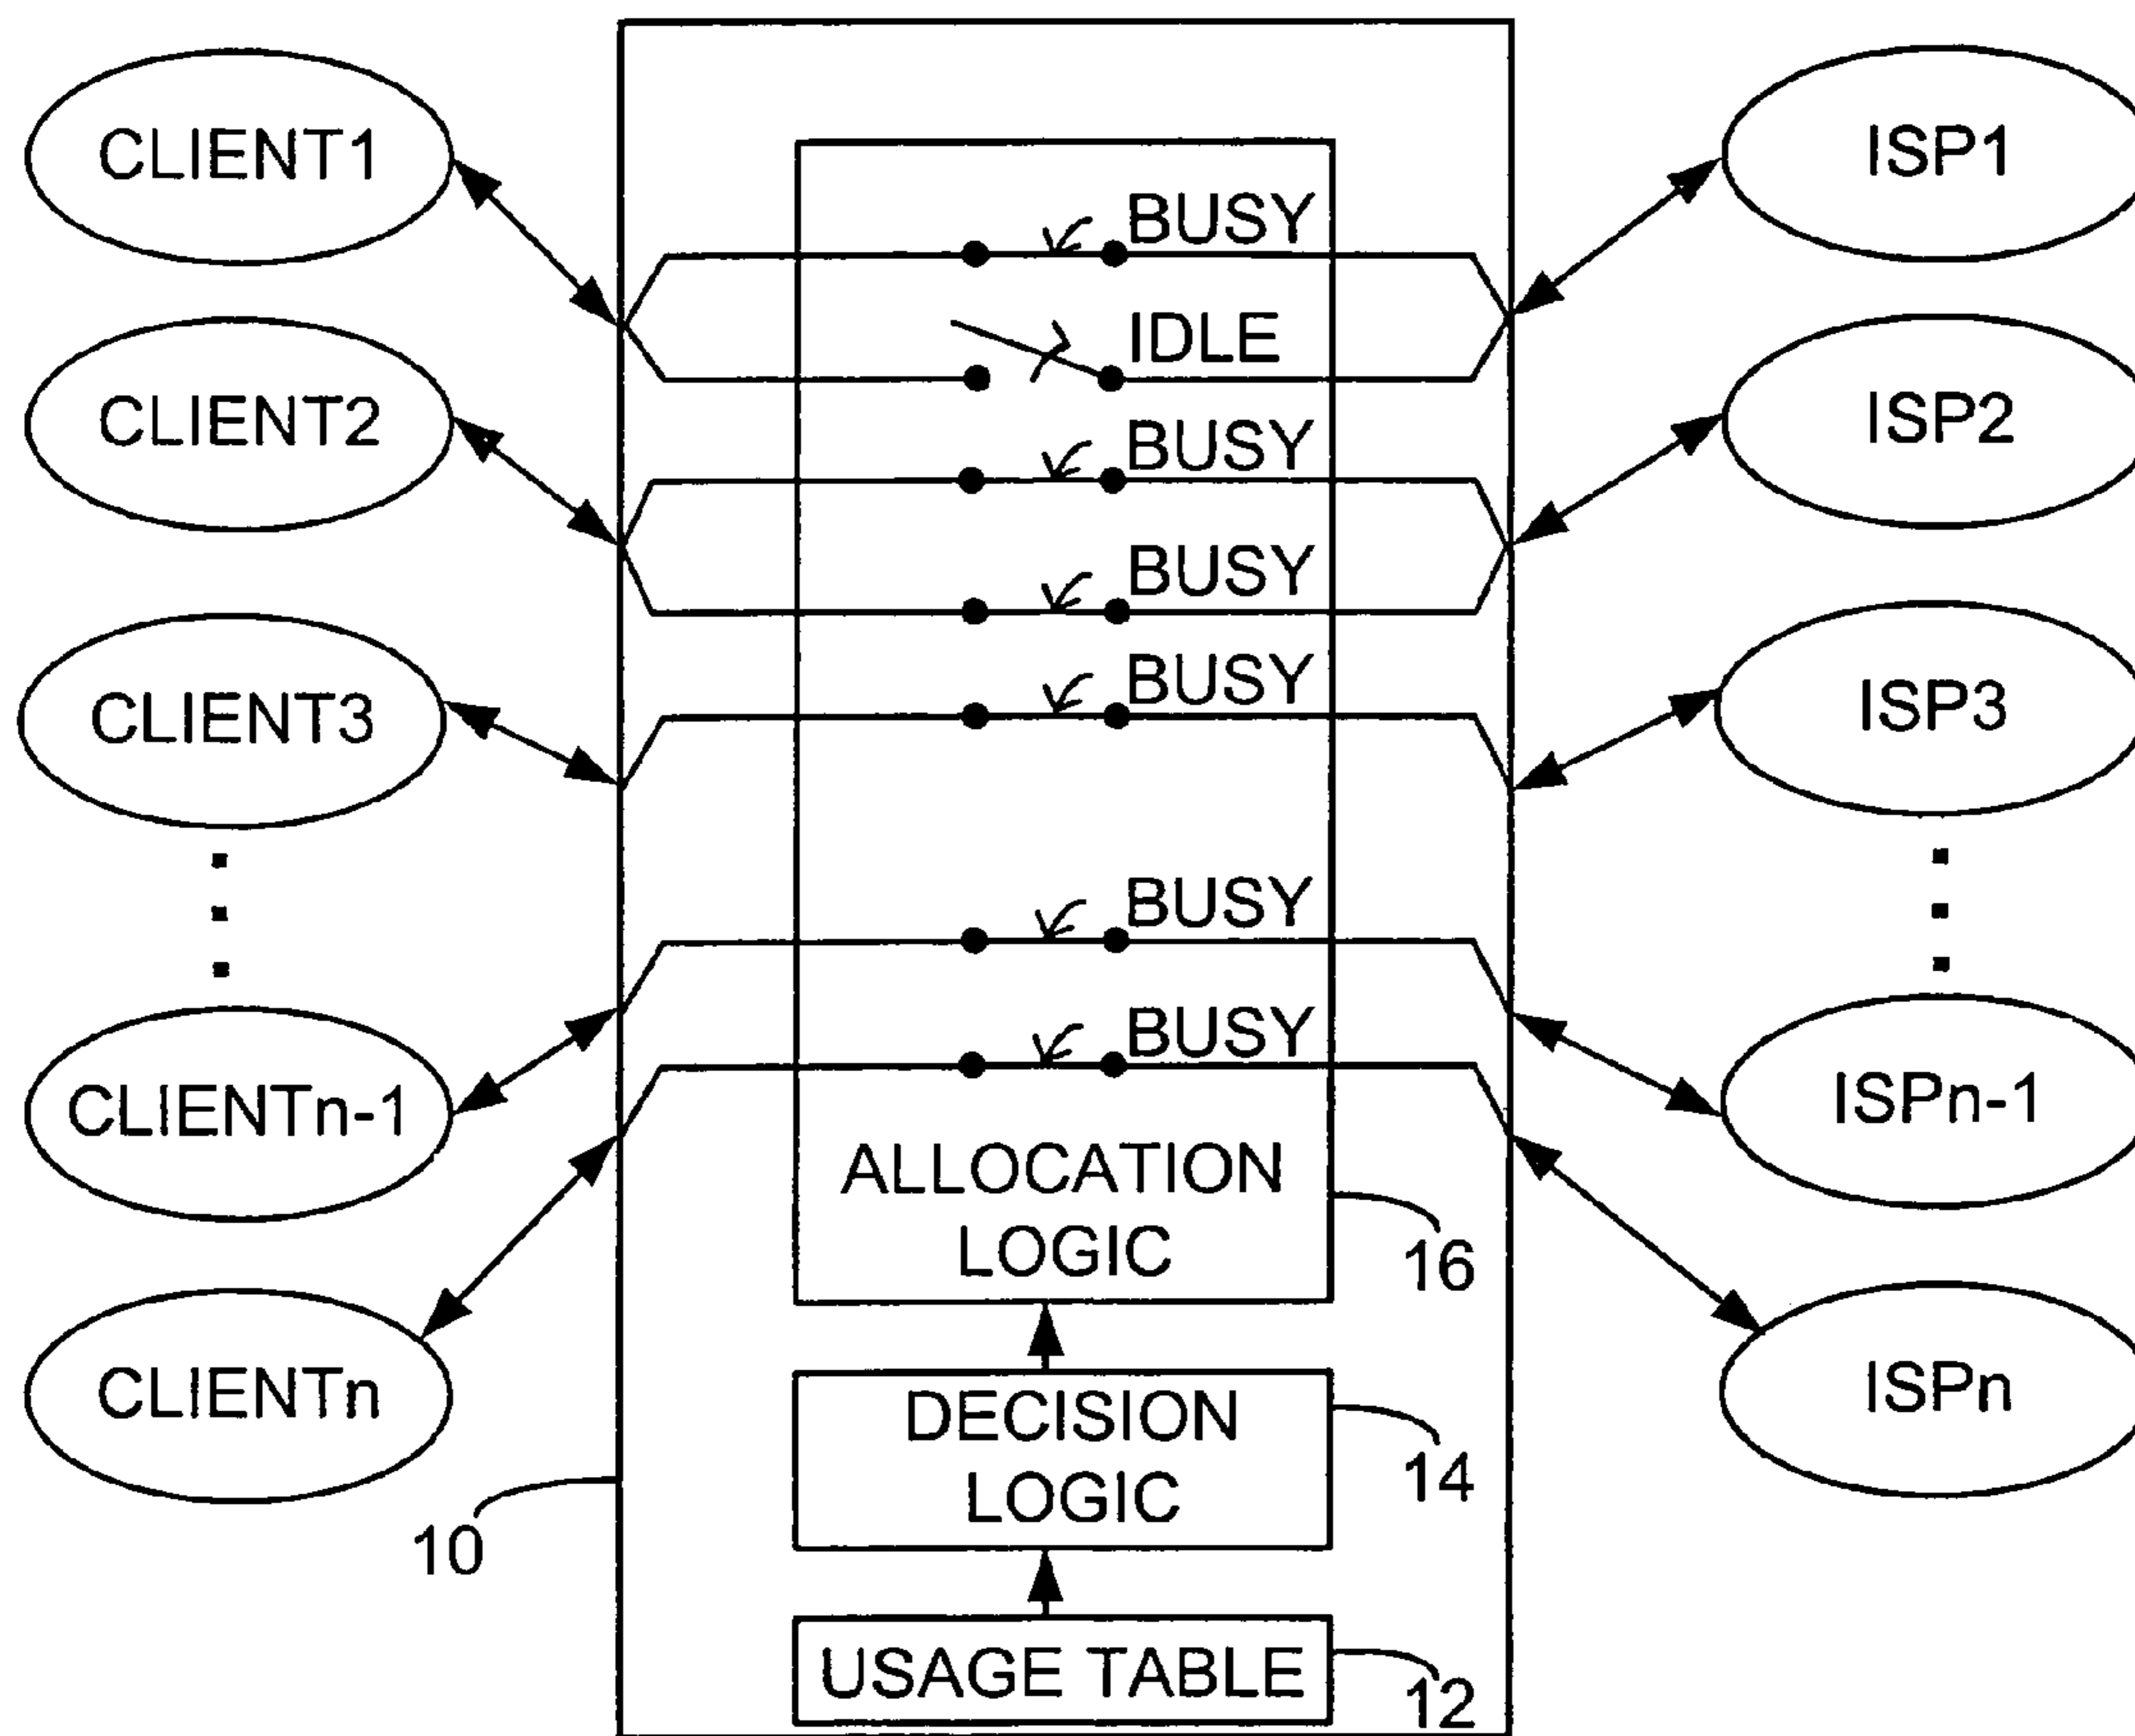 CLIENT1
BUSY
ISP1
IDLE
CLIENT2
BUSY
ISP2
BUSY
CLIENT3
BUSY
ISP3
BUSY
BUSY
CLIENTn-1
ISPn-1
ALLOCATION
LOGIC
16
CLIENTn
ISPn
DECISION
LOGIC
14
10
USAGE TABLE
12